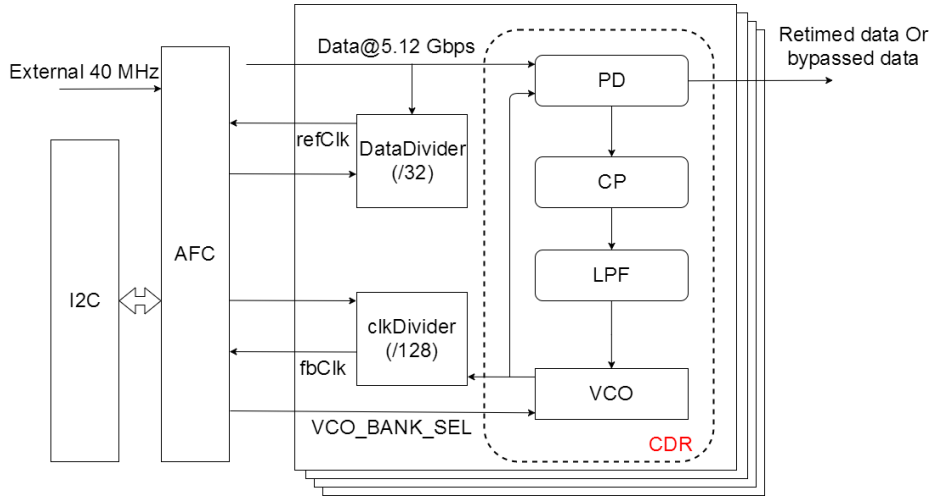 Retimed data Or
bypassed data
Data@5.12 Gbps
External 40 MHz
PD
refClk
DataDivider
(/32)
CP
AFC
LPF
I2C
clkDivider
(/128)
fbClk
VCO
VCO_BANK_SEL
CDR